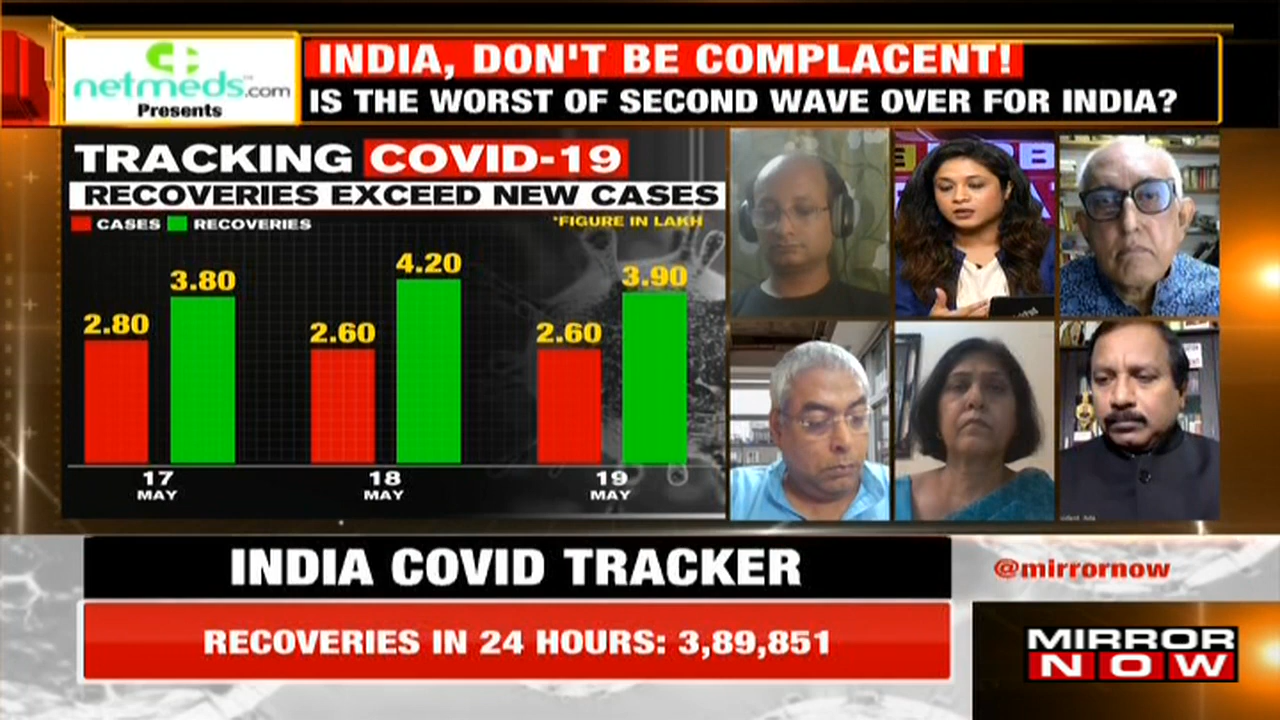 netmeds.com
Presents
INDIA, DON'T BE COMPLACENT!
IS THE WORST OF SECOND WAVE OVER FOR INDIA?
TRACKING COVID-19
RECOVERIES EXCEED NEW CASES
CASES RECOVERIES
*FIGURE IN LAKH
2.80 3.80 2.60 4.20 2.60 3.90
17 MAY
18 MAY
19 MAY
INDIA COVID TRACKER
RECOVERIES IN 24 HOURS: 3,89,851
@mirrornow
MIRROR
NOW